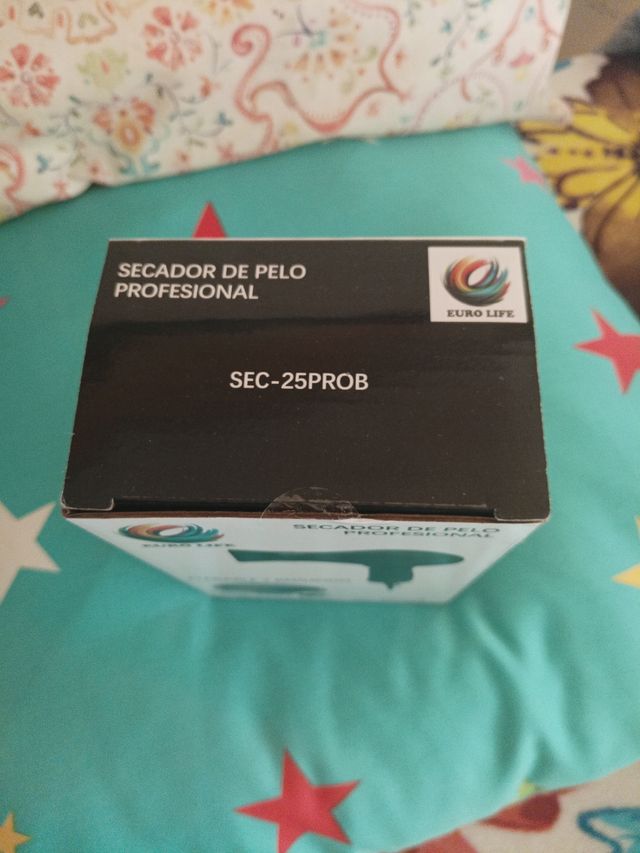 SECADOR DE PELO
PROFESIONAL
EURO LIFE
SEC-25PROB
EURO LIFE
SECADOR DE PELO
PROFESIONAL